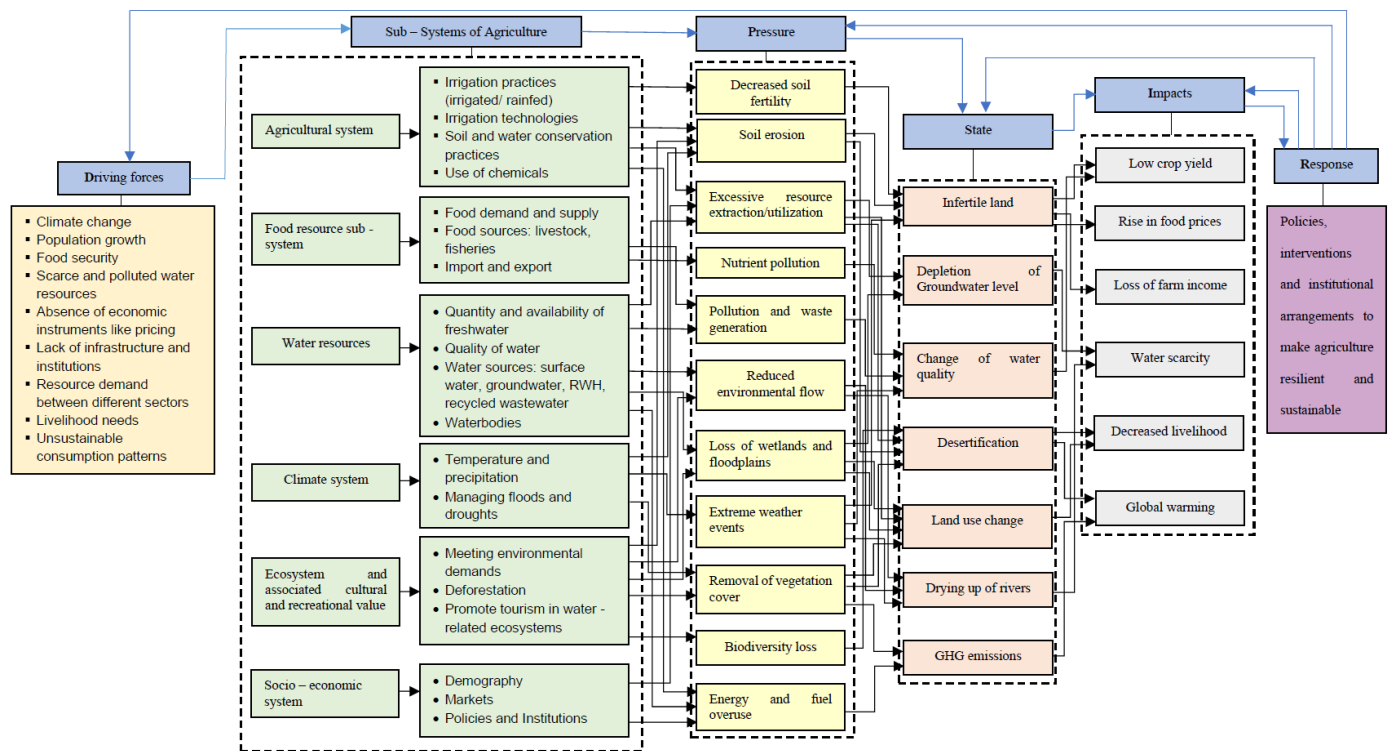 Sub – Systems of Agriculture
Pressure
Impacts
State
Response
Driving forces
▪ Climate change
▪ Population growth
▪ Food security
▪ Scarce and polluted water
resources
▪ Absence of economic
instruments like pricing
▪ Lack of infrastructure and
institutions
▪ Resource demand
between different sectors
▪ Livelihood needs
▪ Unsustainable
consumption patterns
Agricultural system
▪ Irrigation practices
(irrigated/ rainfed)
▪ Irrigation technologies
▪ Soil and water conservation
practices
▪ Use of chemicals
Food resource sub -
system
▪ Food demand and supply
▪ Food sources: livestock,
fisheries
▪ Import and export
Water resources
• Quantity and availability of
freshwater
• Quality of water
• Water sources: surface
water, groundwater, RWH,
recycled wastewater
• Waterbodies
Climate system
• Temperature and
precipitation
• Managing floods and
droughts
Ecosystem and
associated cultural
and recreational value
• Meeting environmental
demands
• Deforestation
• Promote tourism in water -
related ecosystems
Socio – economic
system
• Demography
• Markets
• Policies and Institutions
Decreased soil
fertility
Soil erosion
Excessive resource
extraction/utilization
Nutrient pollution
Pollution and waste
generation
Reduced
environmental flow
Loss of wetlands and
floodplains
Extreme weather
events
Removal of vegetation
cover
Biodiversity loss
Energy and fuel
overuse
Infertile land
Depletion of
Groundwater level
Change of water
quality
Desertification
Land use change
Drying up of rivers
GHG emissions
Low crop yield
Rise in food prices
Loss of farm income
Water scarcity
Decreased livelihood
Global warming
Policies,
interventions
and institutional
arrangements to
make agriculture
resilient and
sustainable